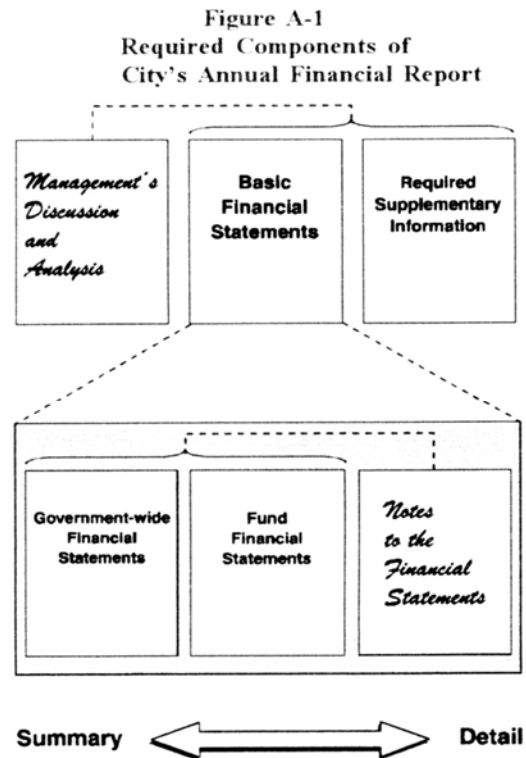 Figure A-1
Required Components of
City's Annual Financial Report
Management's
Discussion
and
Analysis
Basic
Financial
Statements
Required
Supplementary
Information
Government-wide
Financial
Statements
Fund
Financial
Statements
Notes
to the
Financial
Statements
Summary
Detail